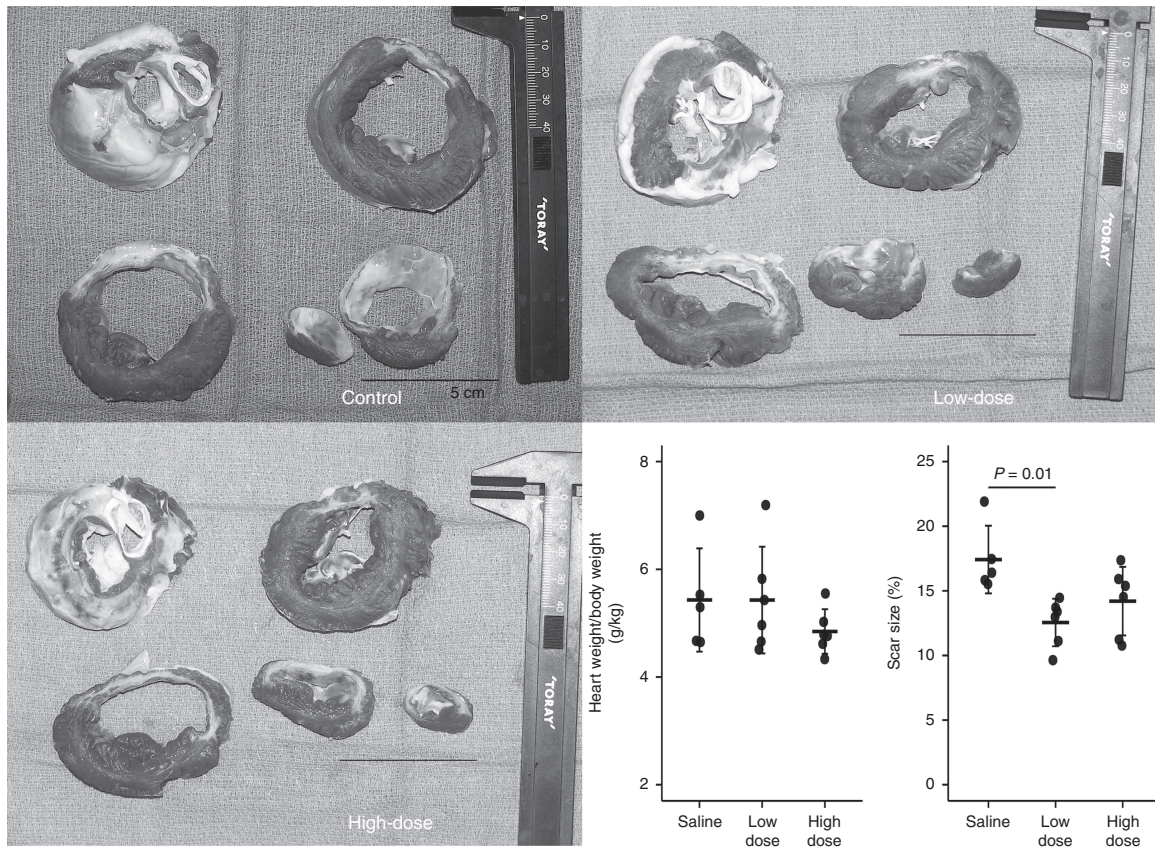 0
10
20
30
40
'TORAY'
Control
5 cm
0
10
20
30
40
'TORAY'
Low-dose
0
10
20
30
40
'TORAY'
High-dose
8
6
4
2
Heart weight/body weight
(g/kg)
Saline
Low
dose
High
dose
25
20
15
10
5
0
Scar size (%)
P = 0.01
Saline
Low
dose
High
dose